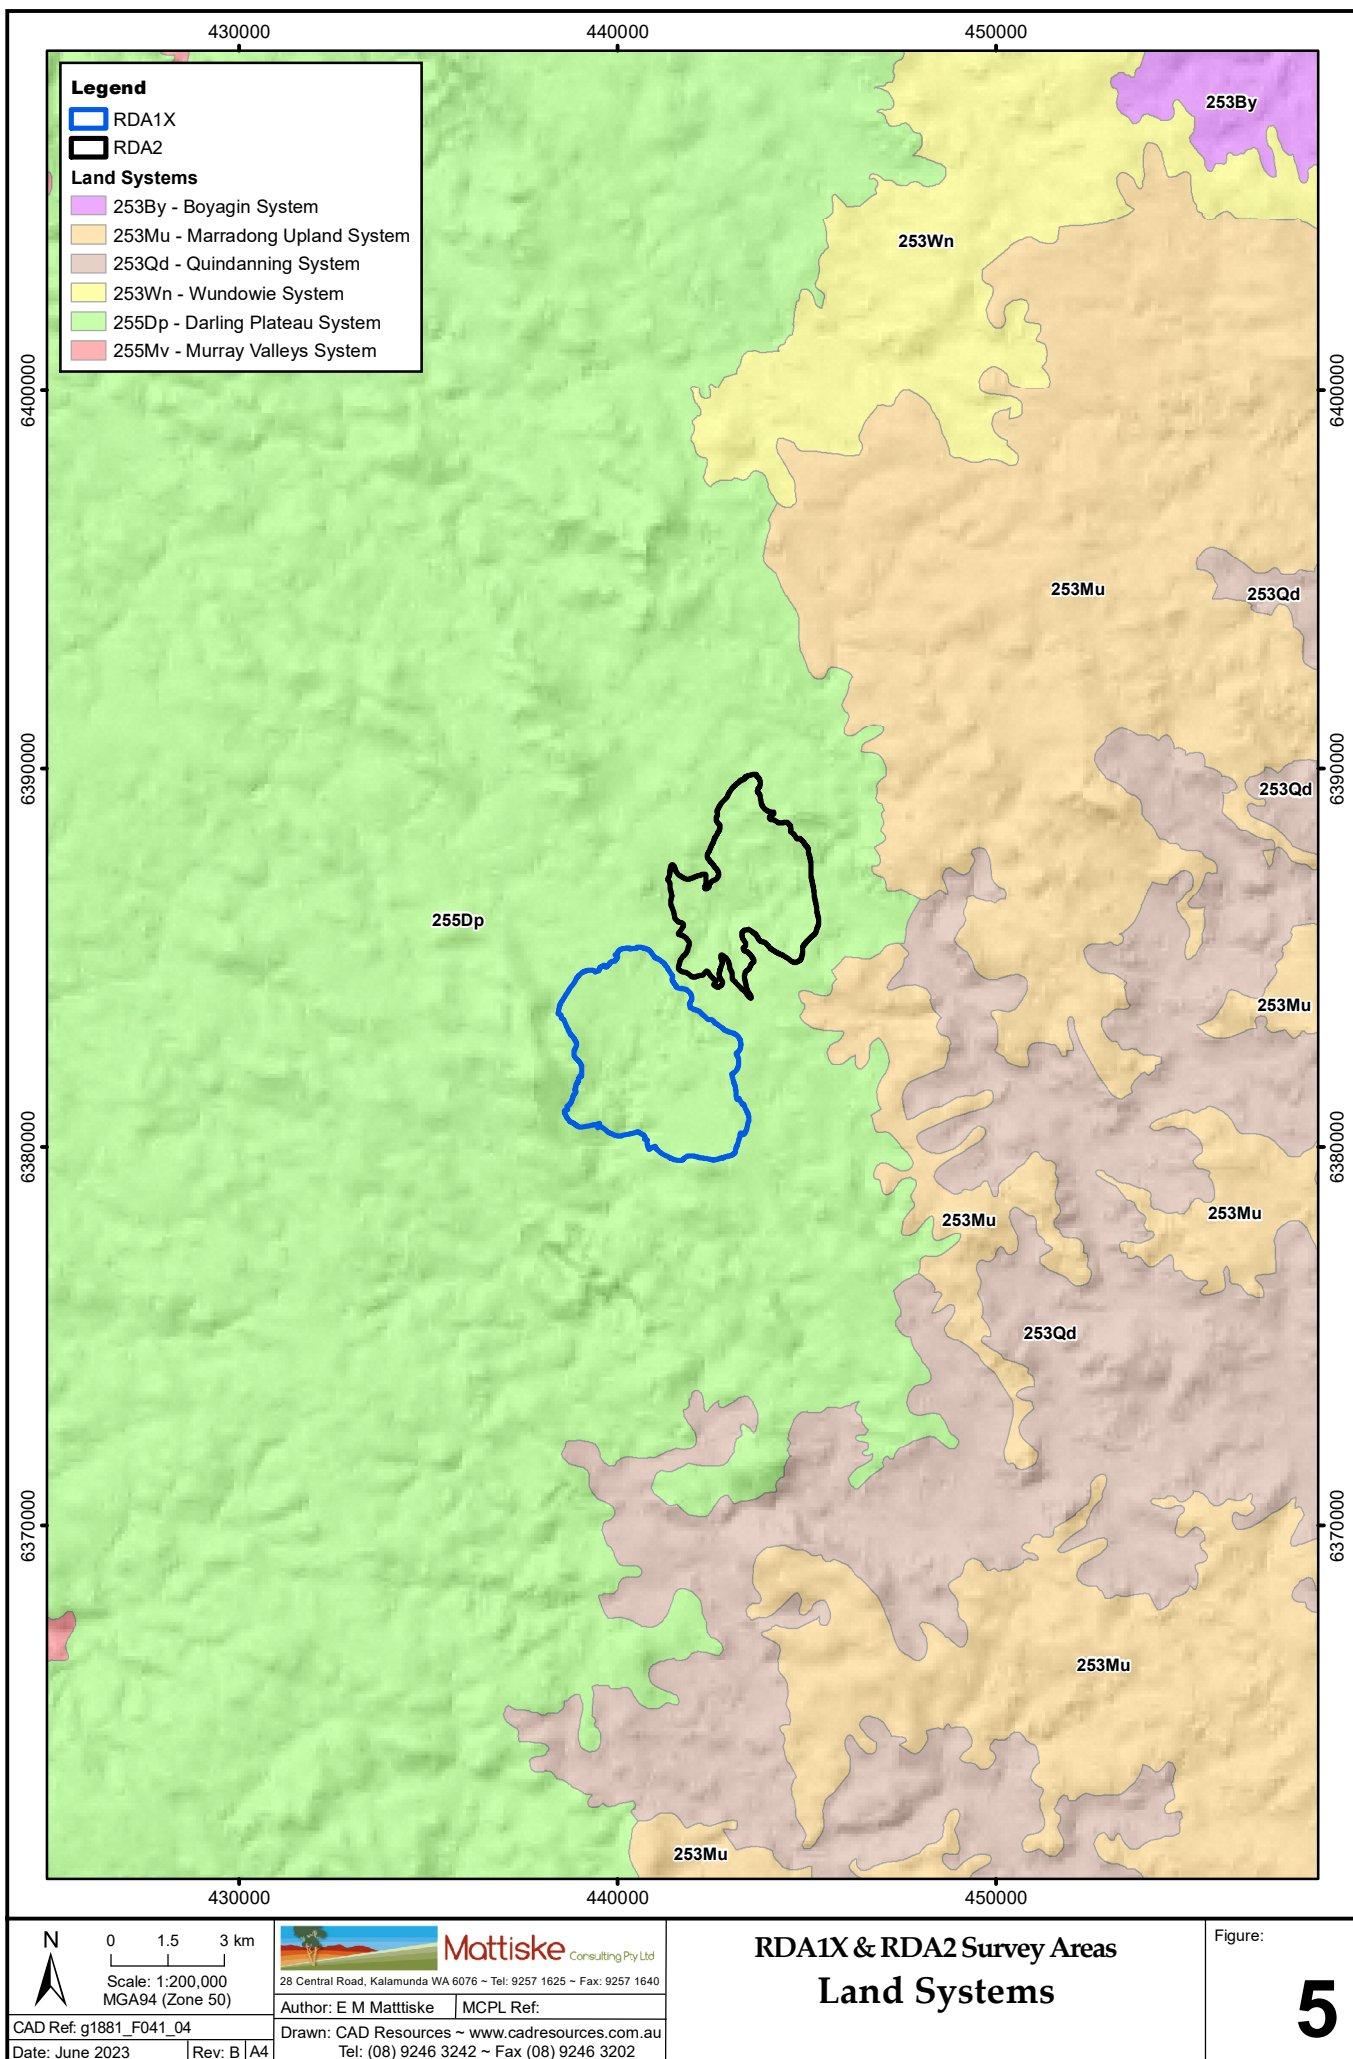 430000 440000 450000
Legend
RDA1X
RDA2
Land Systems
253By - Boyagin System
253Mu - Marradong Upland System
253Qd - Quindanning System
253Wn - Wundowie System
255Dp - Darling Plateau System
255Mv - Murray Valleys System
253By
253Wn
6400000 6400000
253Mu
253Qd
6390000 6390000
253Qd
255Dp
253Mu
6380000 6380000
253Mu
253Mu
253Qd
6370000 6370000
253Mu
253Mu
430000 440000 450000
N
0 1.5 3 km
Scale: 1:200,000
MGA94 (Zone 50)
CAD Ref: g1881_F041_04
Date: June 2023 Rev: B A4
Mattiske Consulting Pty Ltd
28 Central Road, Kalamunda WA 6076 ~ Tel: 9257 1625 ~ Fax: 9257 1640
Author: E M Matttiske MCPL Ref:
Drawn: CAD Resources ~ www.cadresources.com.au
Tel: (08) 9246 3242 ~ Fax (08) 9246 3202
RDA1X & RDA2 Survey Areas
Land Systems
Figure:
5